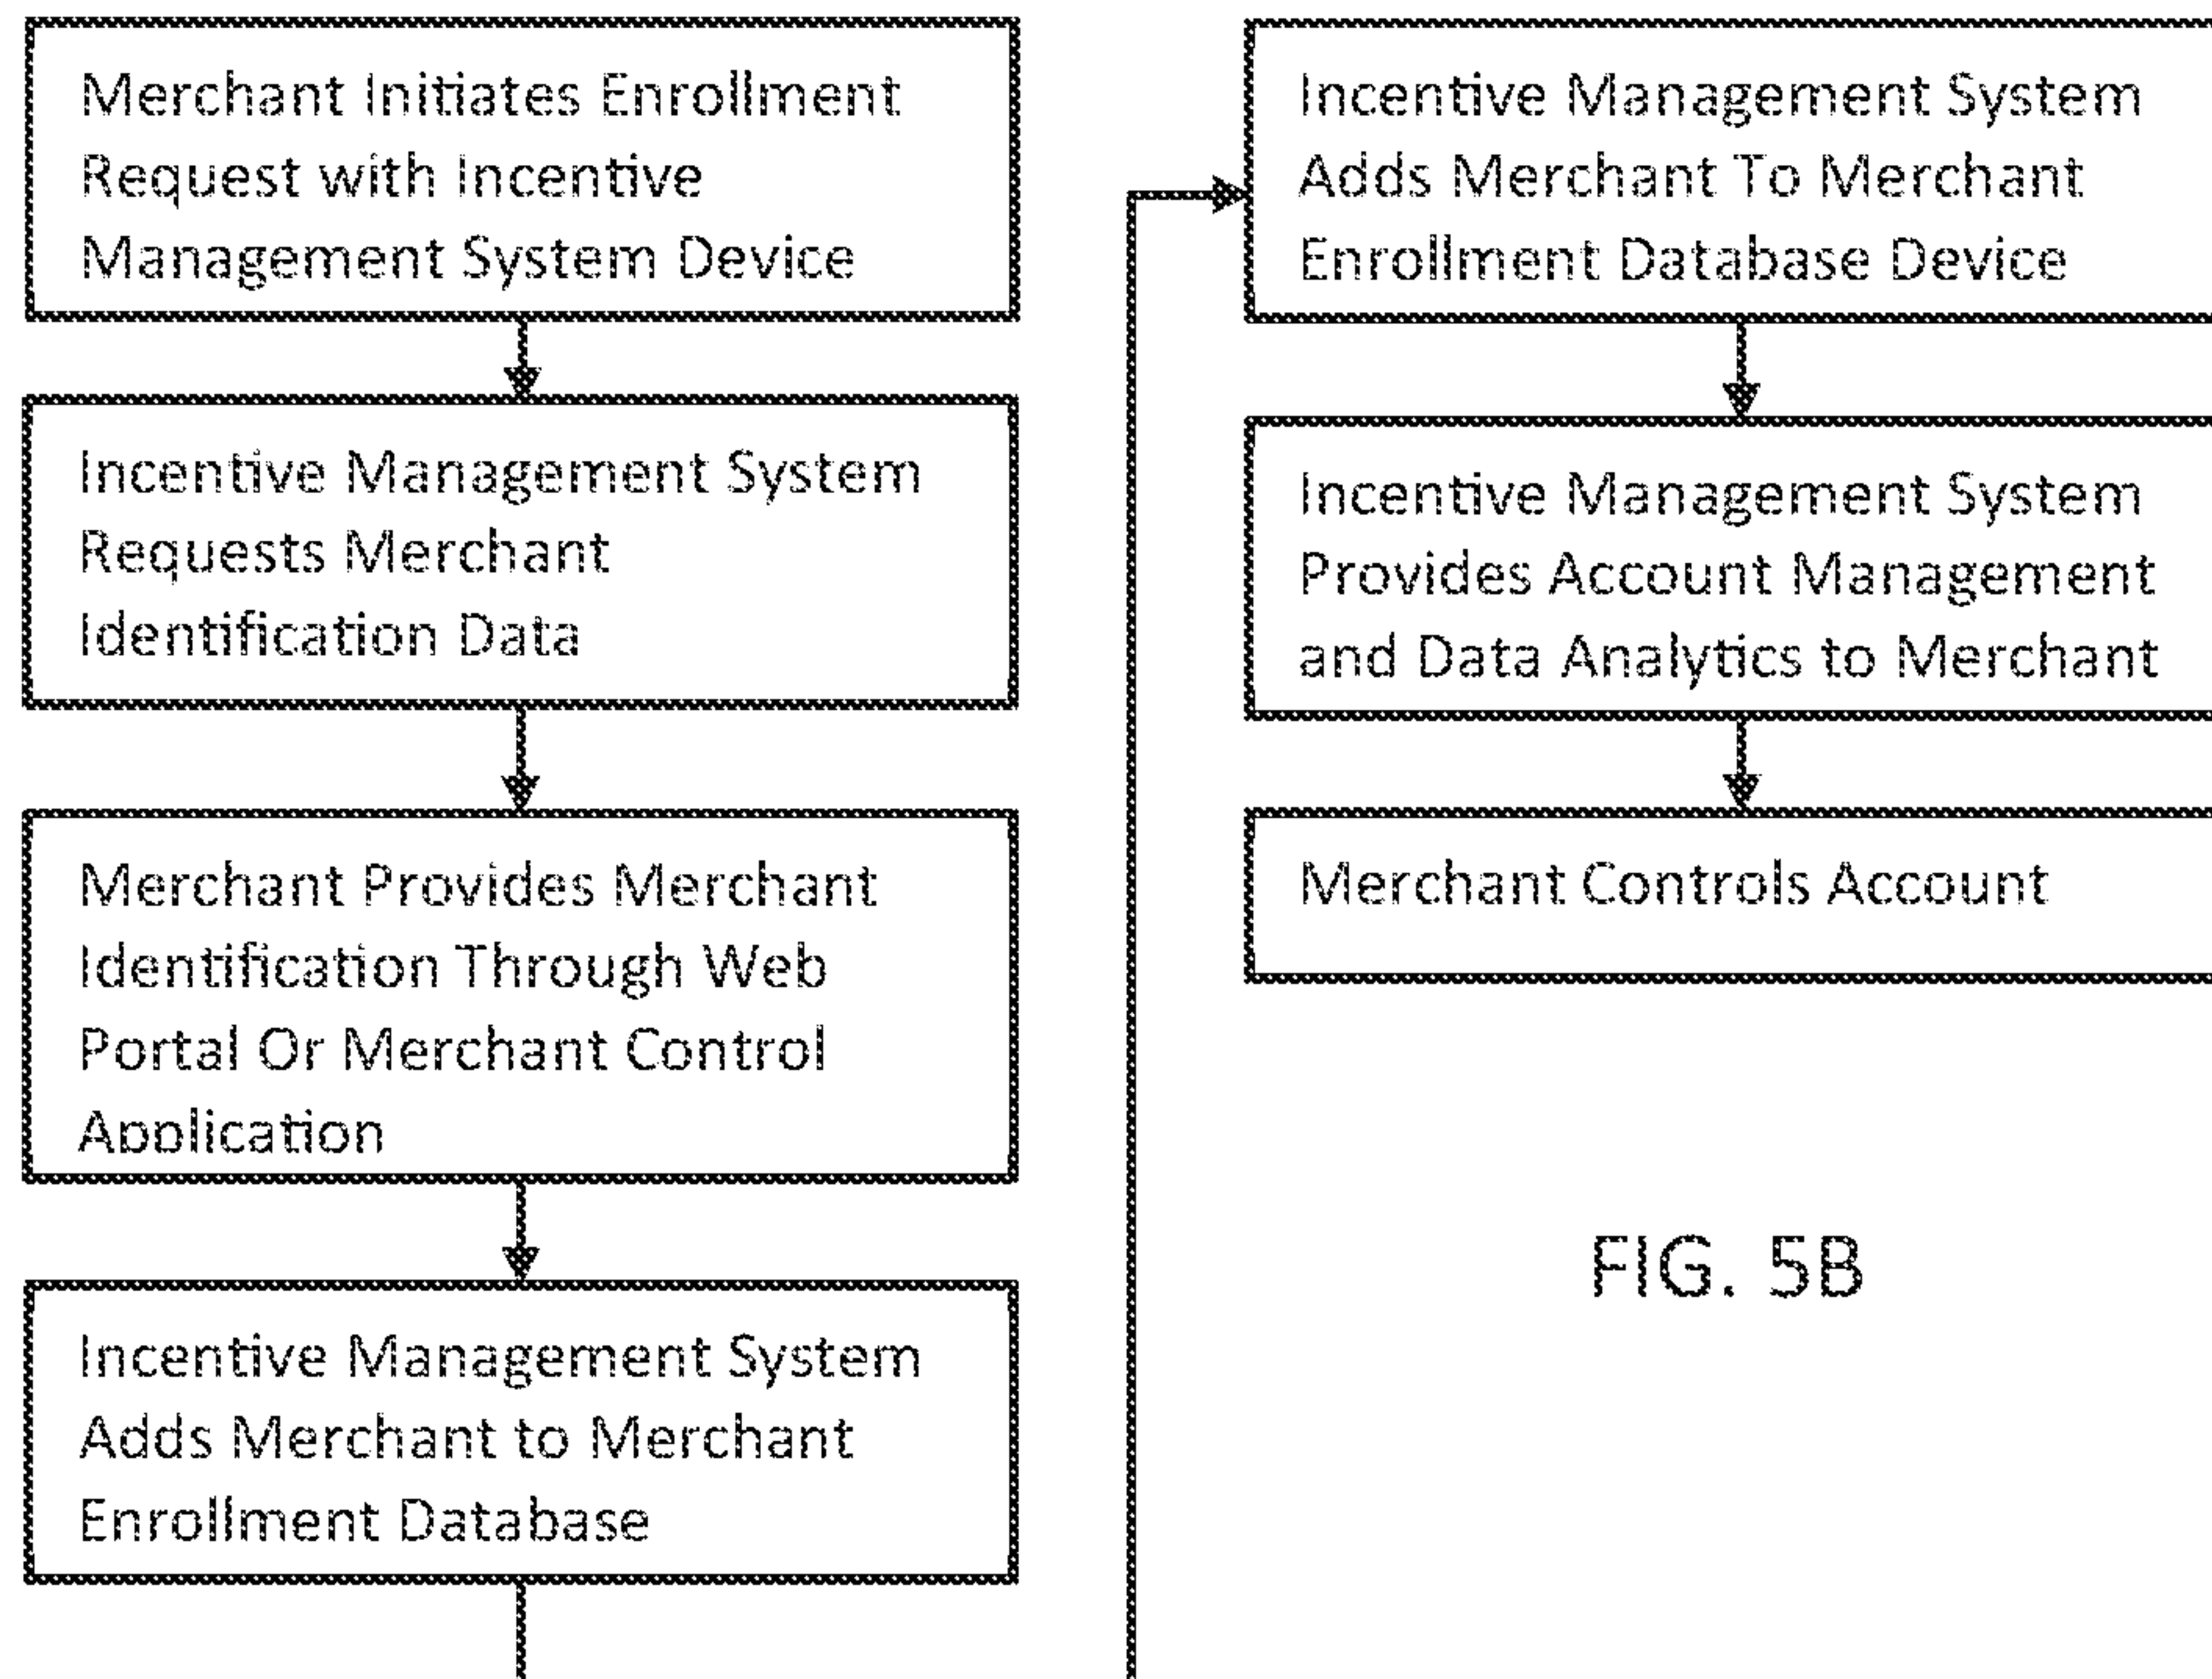 Merchant Initiates Enrollment
Request with Incentive
Management System Device
Incentive Management System
Requests Merchant
Identification Data
Merchant Provides Merchant
Identification Through Web
Portal Or Merchant Control
Application
Incentive Management System
Adds Merchant to Merchant
Enrollment Database
Incentive Management System
Adds Merchant To Merchant
Enrollment Database Device
Incentive Management System
Provides Account Management
and Data Analytics to Merchant
Merchant Controls Account
FIG. 5B